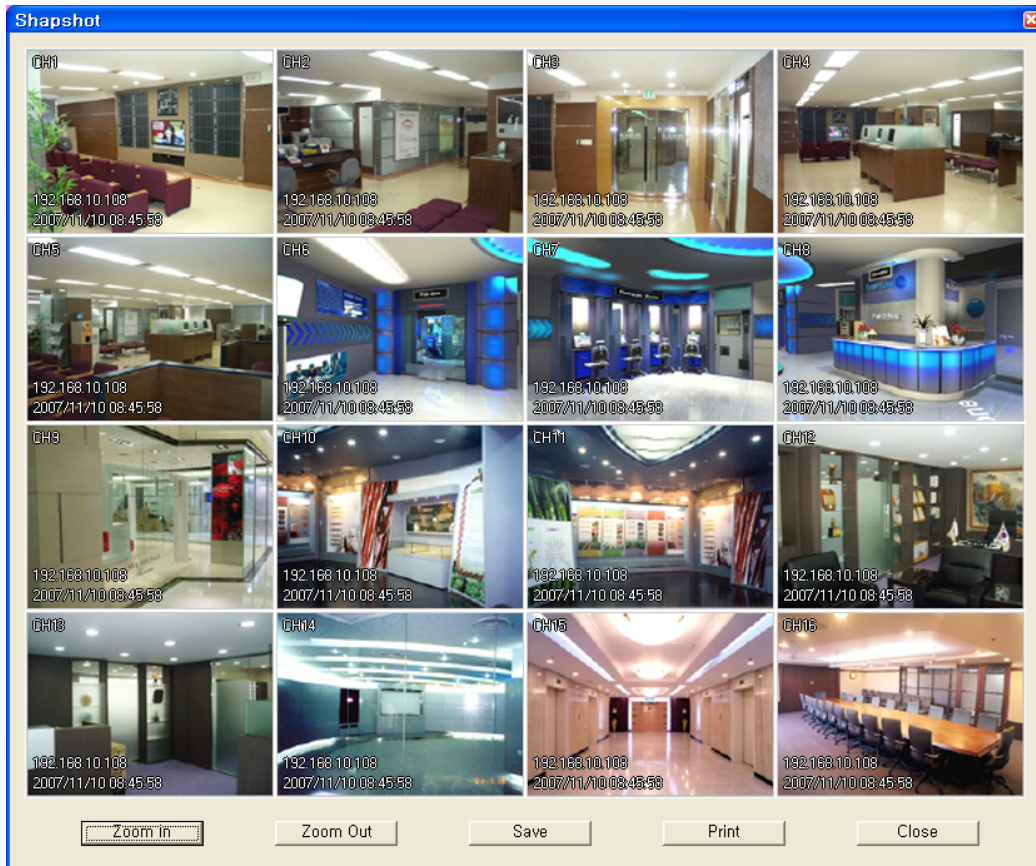 Shapshot
CH1
192.168.10.108
2007/11/10 08:45:58
CH2
192.168.10.108
2007/11/10 08:45:58
CH3
192.168.10.108
2007/11/10 08:45:58
CH4
192.168.10.108
2007/11/10 08:45:58
CH5
192.168.10.108
2007/11/10 08:45:58
CH6
192.168.10.108
2007/11/10 08:45:58
CH7
192.168.10.108
2007/11/10 08:45:58
CH8
192.168.10.108
2007/11/10 08:45:58
CH9
192.168.10.108
2007/11/10 08:45:58
CH10
192.168.10.108
2007/11/10 08:45:58
CH11
192.168.10.108
2007/11/10 08:45:58
CH12
192.168.10.108
2007/11/10 08:45:58
CH13
192.168.10.108
2007/11/10 08:45:58
CH14
192.168.10.108
2007/11/10 08:45:58
CH15
192.168.10.108
2007/11/10 08:45:58
CH16
192.168.10.108
2007/11/10 08:45:58
Zoom in
Zoom Out
Save
Print
Close